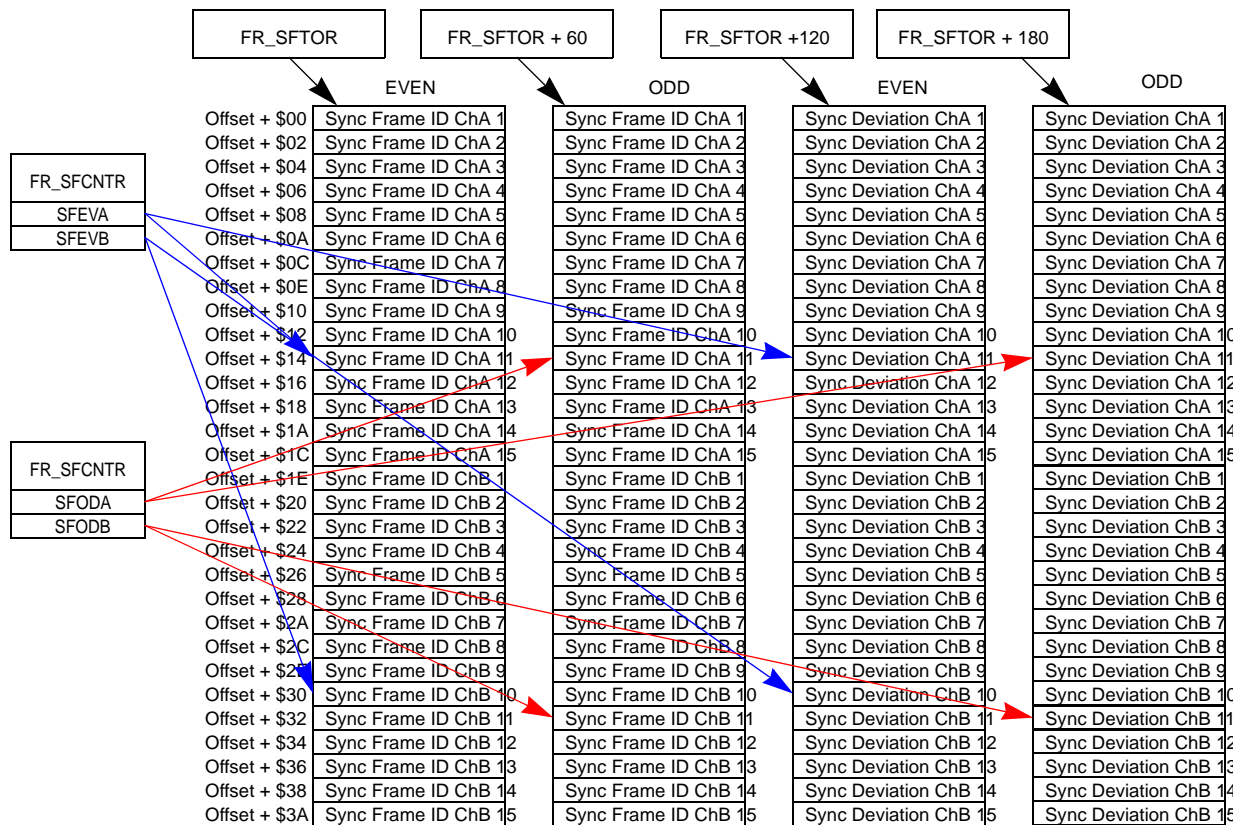 FR_SFTOR FR_SFTOR + 60 FR_SFTOR +120 FR_SFTOR + 180
EVEN ODD EVEN ODD
Offset + $00 Sync Frame ID ChA 1 Sync Frame ID ChA 1 Sync Deviation ChA 1 Sync Deviation ChA 1
Offset + $02 Sync Frame ID ChA 2 Sync Frame ID ChA 2 Sync Deviation ChA 2 Sync Deviation ChA 2
Offset + $04 Sync Frame ID ChA 3 Sync Frame ID ChA 3 Sync Deviation ChA 3 Sync Deviation ChA 3
FR_SFCNTR Offset + $06 Sync Frame ID ChA 4 Sync Frame ID ChA 4 Sync Deviation ChA 4 Sync Deviation ChA 4
SFEVA Offset + $08 Sync Frame ID ChA 5 Sync Frame ID ChA 5 Sync Deviation ChA 5 Sync Deviation ChA 5
SFEVB Offset + $0A Sync Frame ID ChA 6 Sync Frame ID ChA 6 Sync Deviation ChA 6 Sync Deviation ChA 6
Offset + $0C Sync Frame ID ChA 7 Sync Frame ID ChA 7 Sync Deviation ChA 7 Sync Deviation ChA 7
Offset + $0E Sync Frame ID ChA 8 Sync Frame ID ChA 8 Sync Deviation ChA 8 Sync Deviation ChA 8
Offset + $10 Sync Frame ID ChA 9 Sync Frame ID ChA 9 Sync Deviation ChA 9 Sync Deviation ChA 9
Offset + $12 Sync Frame ID ChA 10 Sync Frame ID ChA 10 Sync Deviation ChA 10 Sync Deviation ChA 10
Offset + $14 Sync Frame ID ChA 11 Sync Frame ID ChA 11 Sync Deviation ChA 11 Sync Deviation ChA 11
Offset + $16 Sync Frame ID ChA 12 Sync Frame ID ChA 12 Sync Deviation ChA 12 Sync Deviation ChA 12
Offset + $18 Sync Frame ID ChA 13 Sync Frame ID ChA 13 Sync Deviation ChA 13 Sync Deviation ChA 13
Offset + $1A Sync Frame ID ChA 14 Sync Frame ID ChA 14 Sync Deviation ChA 14 Sync Deviation ChA 14
FR_SFCNTR Offset + $1C Sync Frame ID ChA 15 Sync Frame ID ChA 15 Sync Deviation ChA 15 Sync Deviation ChA 15
Offset + $1E Sync Frame ID ChB 1 Sync Frame ID ChB 1 Sync Deviation ChB 1 Sync Deviation ChB 1
SFODA Offset + $20 Sync Frame ID ChB 2 Sync Frame ID ChB 2 Sync Deviation ChB 2 Sync Deviation ChB 2
SFODB Offset + $22 Sync Frame ID ChB 3 Sync Frame ID ChB 3 Sync Deviation ChB 3 Sync Deviation ChB 3
Offset + $24 Sync Frame ID ChB 4 Sync Frame ID ChB 4 Sync Deviation ChB 4 Sync Deviation ChB 4
Offset + $26 Sync Frame ID ChB 5 Sync Frame ID ChB 5 Sync Deviation ChB 5 Sync Deviation ChB 5
Offset + $28 Sync Frame ID ChB 6 Sync Frame ID ChB 6 Sync Deviation ChB 6 Sync Deviation ChB 6
Offset + $2A Sync Frame ID ChB 7 Sync Frame ID ChB 7 Sync Deviation ChB 7 Sync Deviation ChB 7
Offset + $2C Sync Frame ID ChB 8 Sync Frame ID ChB 8 Sync Deviation ChB 8 Sync Deviation ChB 8
Offset + $2E Sync Frame ID ChB 9 Sync Frame ID ChB 9 Sync Deviation ChB 9 Sync Deviation ChB 9
Offset + $30 Sync Frame ID ChB 10 Sync Frame ID ChB 10 Sync Deviation ChB 10 Sync Deviation ChB 10
Offset + $32 Sync Frame ID ChB 11 Sync Frame ID ChB 11 Sync Deviation ChB 11 Sync Deviation ChB 11
Offset + $34 Sync Frame ID ChB 12 Sync Frame ID ChB 12 Sync Deviation ChB 12 Sync Deviation ChB 12
Offset + $36 Sync Frame ID ChB 13 Sync Frame ID ChB 13 Sync Deviation ChB 13 Sync Deviation ChB 13
Offset + $38 Sync Frame ID ChB 14 Sync Frame ID ChB 14 Sync Deviation ChB 14 Sync Deviation ChB 14
Offset + $3A Sync Frame ID ChB 15 Sync Frame ID ChB 15 Sync Deviation ChB 15 Sync Deviation ChB 15